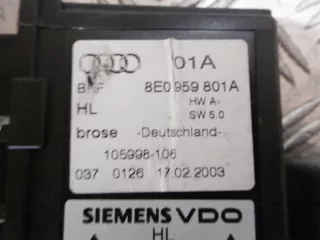 01A
8E0 959 801A
HL HW A-
SW 5.0
brose -Deutschland-
105998-106
037 0126 17.02.2003
SIEMENS VDO
HL